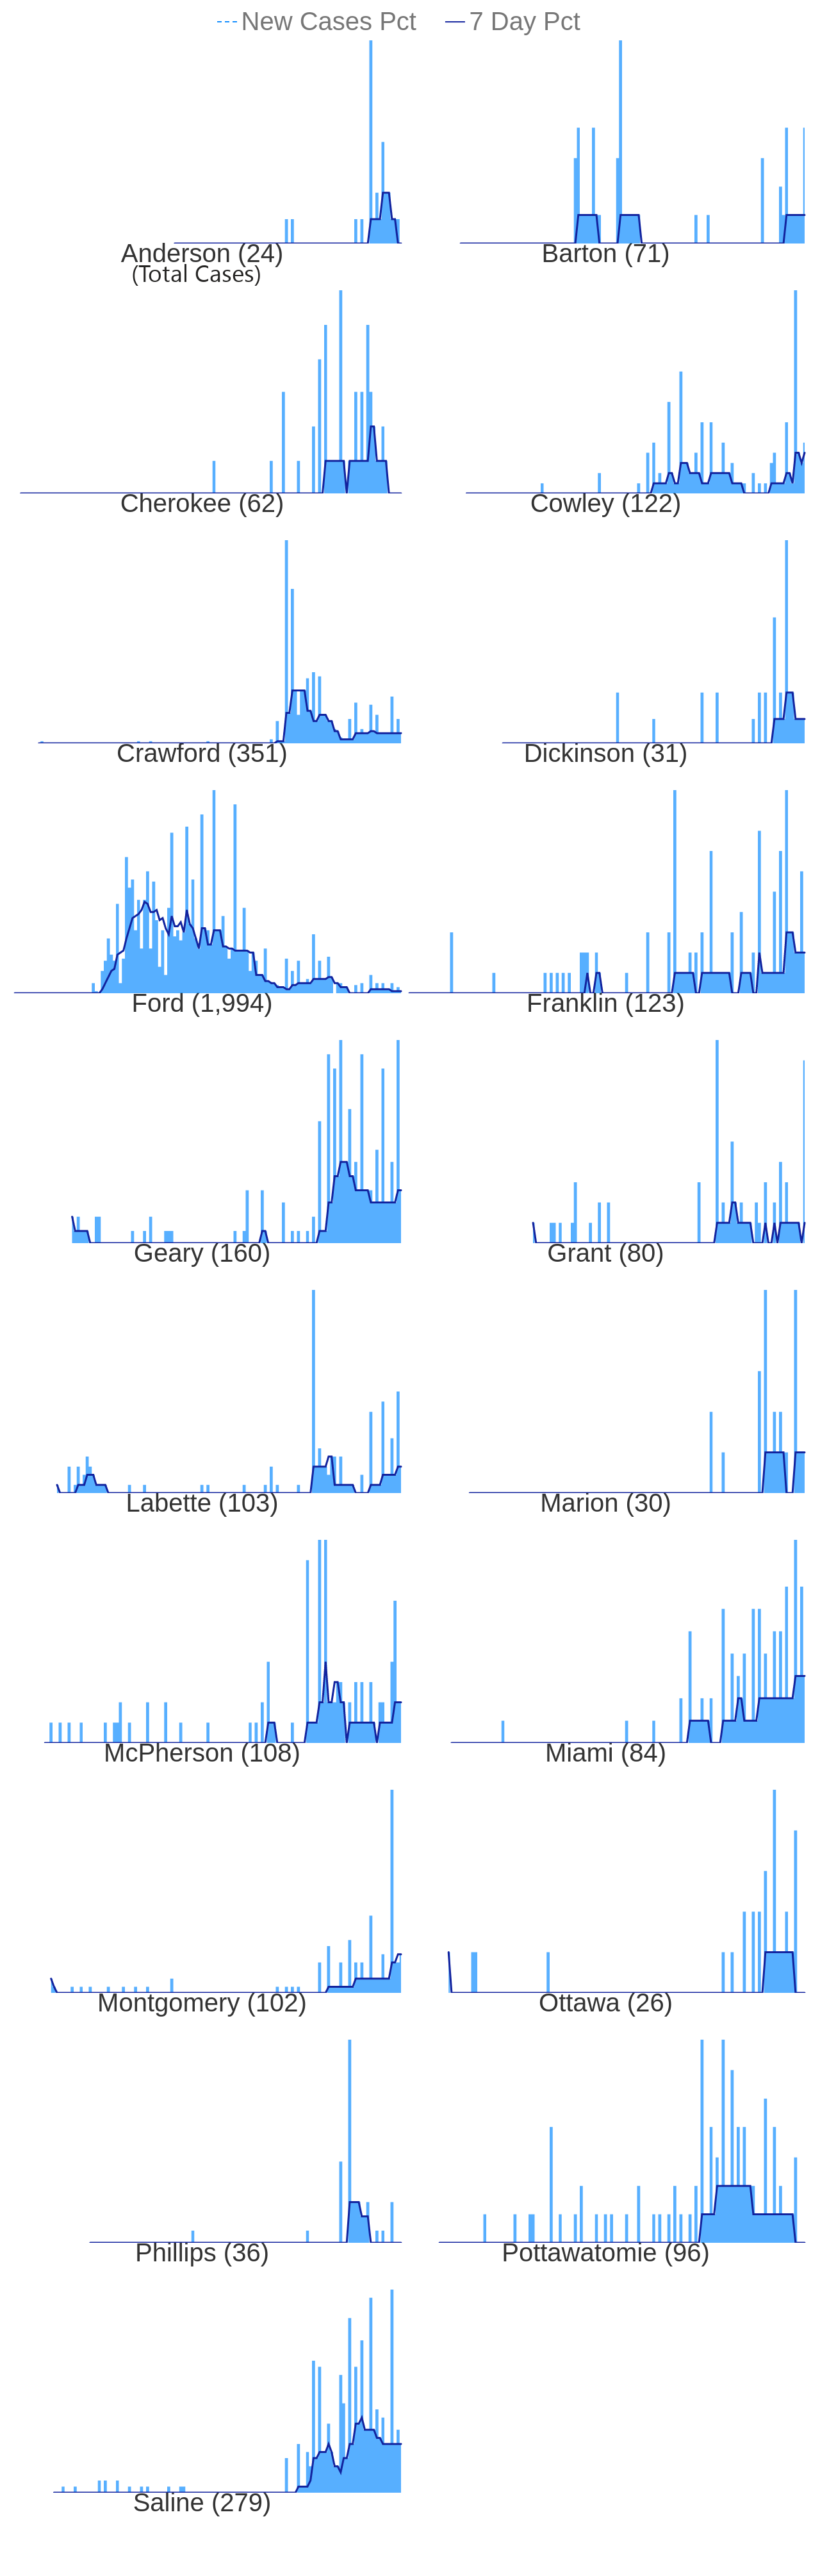 New Cases Pct 7 Day Pct
Anderson (24) Barton (71)
(Total Cases)
Cherokee (62) Cowley (122)
Crawford (351) Dickinson (31)
Ford (1,994) Franklin (123)
Geary (160) Grant (80)
Labette (103) Marion (30)
McPherson (108) Miami (84)
Montgomery (102) Ottawa (26)
Phillips (36) Pottawatomie (96)
Saline (279)